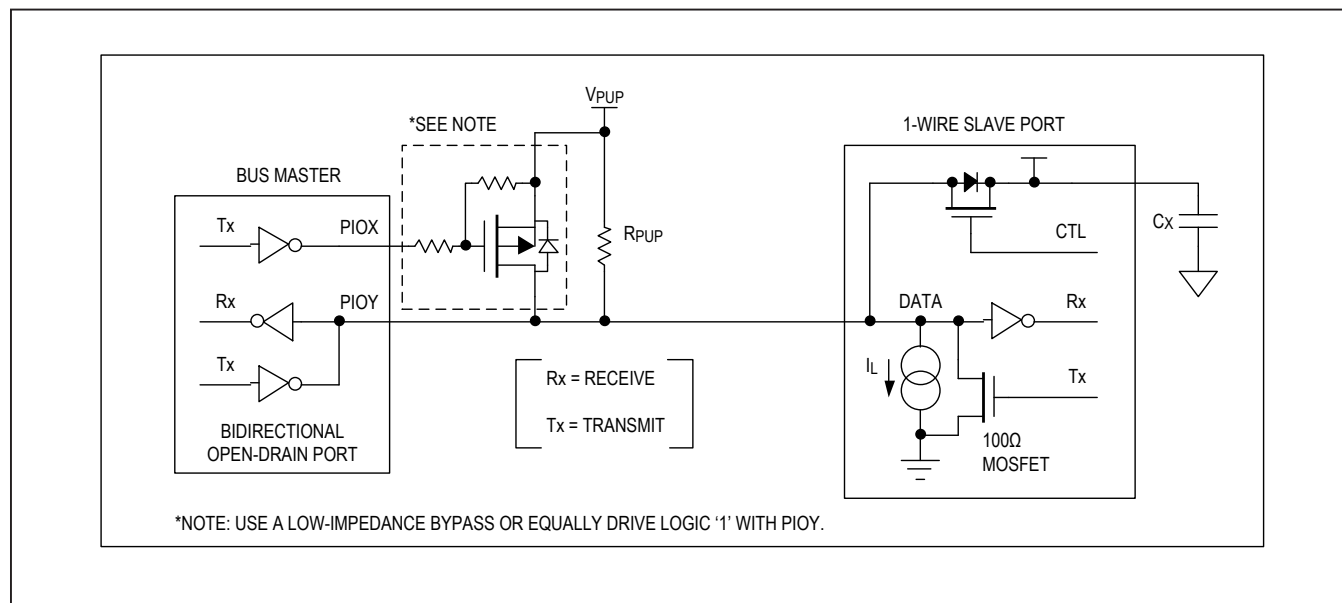 VPUP
*SEE NOTE
1-WIRE SLAVE PORT
BUS MASTER
Tx
PIOX
RPUP
CX
CTL
Rx
PIOY
DATA
Rx
Tx
IL
Tx
Rx = RECEIVE
Tx = TRANSMIT
BIDIRECTIONAL
OPEN-DRAIN PORT
100Ω
MOSFET
*NOTE: USE A LOW-IMPEDANCE BYPASS OR EQUALLY DRIVE LOGIC ‘1’ WITH PIOY.